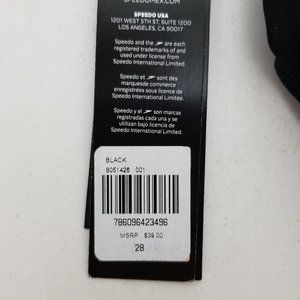 SPEEDOMEX.COM
SPEEDO USA
1201 WEST 5TH ST. SUITE 1200
LOS ANGELES, CA 90017
Speedo and the are each
registered trademarks of and
used under license from
Speedo International Limited.
Speedo et sont des
marques de commerce
enregistrées sous licence de
Speedo International Limitée.
Speedo y el son marcas
registradas cada una y se
utilizan bajo licencia de
Speedo International Limited.
BLACK
8051426 001
786096423496
MSRP $39.00
28